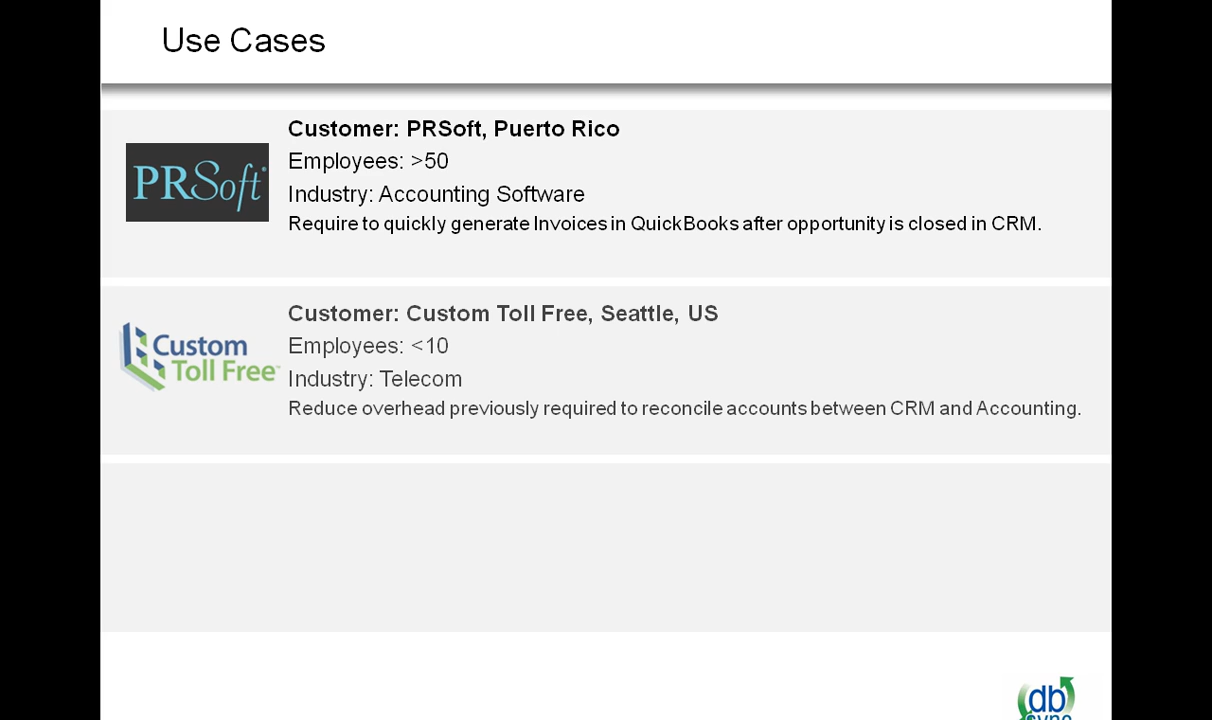 Use Cases
PRSoft
Customer: PRSoft, Puerto Rico
Employees: >50
Industry: Accounting Software
Require to quickly generate Invoices in QuickBooks after opportunity is closed in CRM.
Custom
Toll Free™
Customer: Custom Toll Free, Seattle, US
Employees: <10
Industry: Telecom
Reduce overhead previously required to reconcile accounts between CRM and Accounting.
db
sync